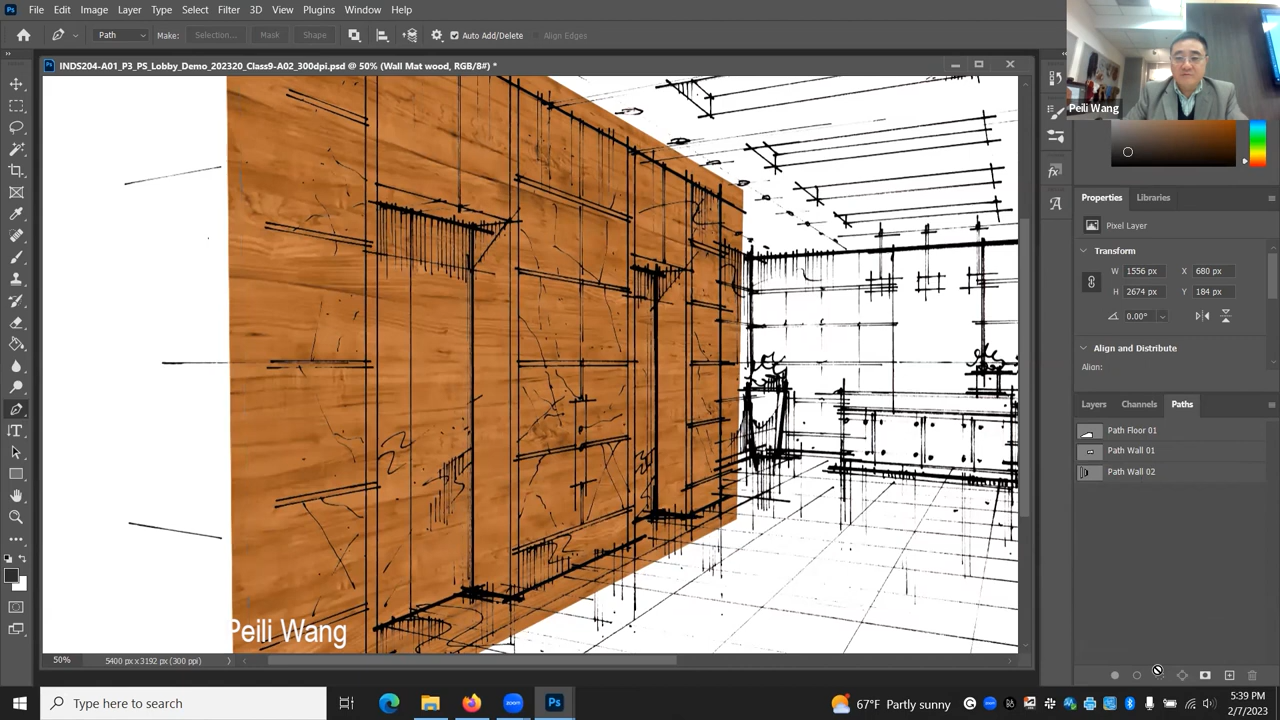 Ps File Edit Image Layer Type Select Filter 3D View Plugins Window Help
Path Make: Selection... Mask Shape Auto Add/Delete Align Edges
Ps INDS204-A01_P3_PS_Lobby_Demo_202320_Class9-A02_300dpi.psd @ 50% (Wall Mat wood, RGB/8#) *
Peili Wang
Properties Libraries
Pixel Layer
Transform
W 1556 px X 680 px
H 2674 px Y 184 px
0.00°
Align and Distribute
Align:
Layers Channels Paths
Path Floor 01
Path Wall 01
Path Wall 02
Peili Wang
50% 5400 px x 3192 px (300 ppi)
Type here to search
zoom
Ps
67°F Partly sunny
5:39 PM
2/7/2023